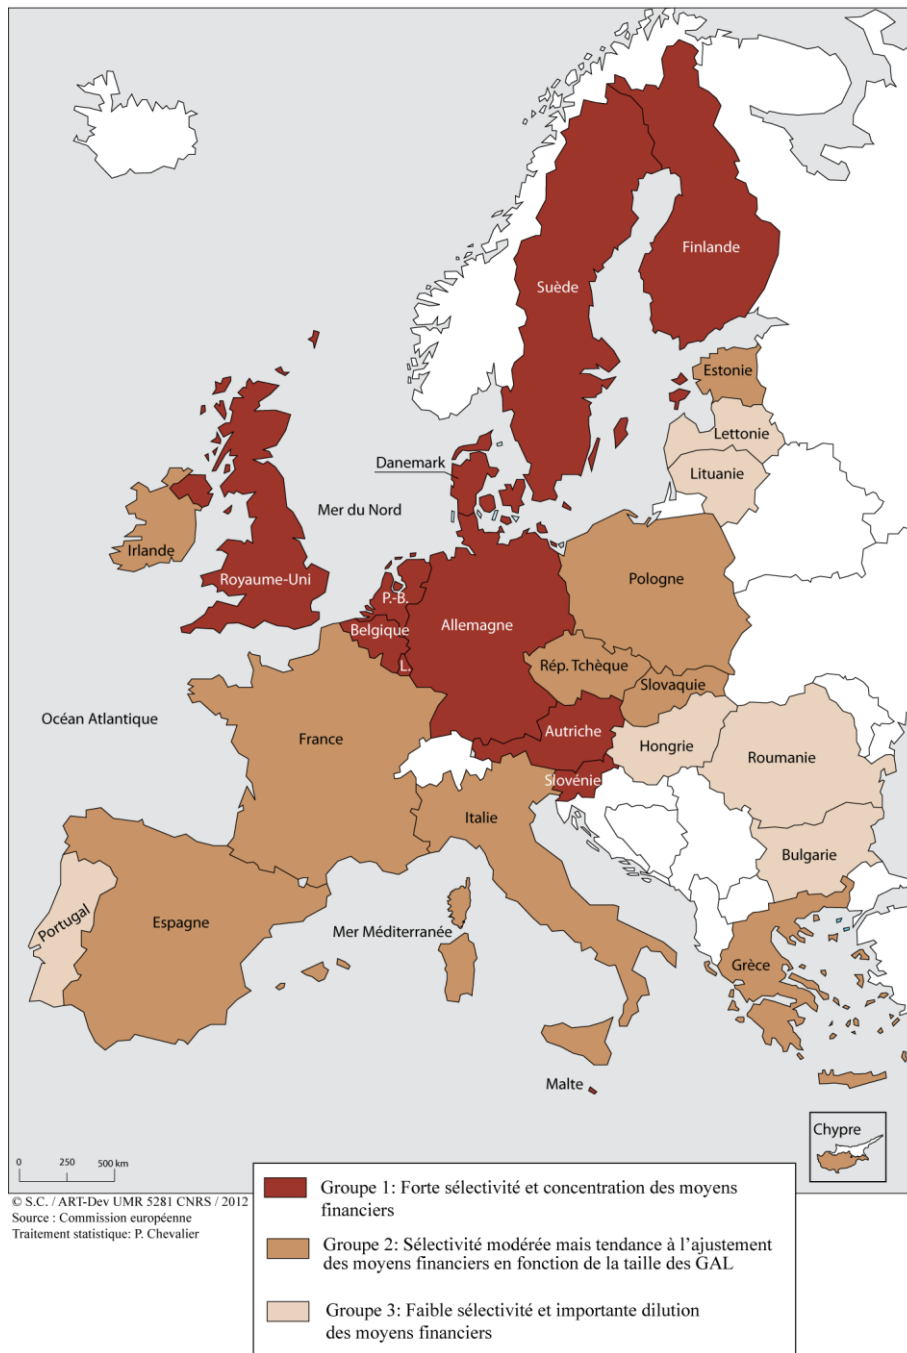 Finlande
Suède
Estonie
Lettonie
Danemark
Lituanie
Mer du Nord
Irlande
Royaume-Uni
Pologne
P.-B.
Allemagne
Belgique
L.
Rép. Tchèque
Slovaquie
Océan Atlantique
France
Autriche
Hongrie
Roumanie
Slovénie
Italie
Bulgarie
Portugal
Espagne
Mer Méditerranée
Grèce
Malte
Chypre
0 250 500 km
© S.C. / ART-Dev UMR 5281 CNRS / 2012
Source : Commission européenne
Traitement statistique: P. Chevalier
Groupe 1: Forte sélectivité et concentration des moyens
financiers
Groupe 2: Sélectivité modérée mais tendance à l’ajustement
des moyens financiers en fonction de la taille des GAL
Groupe 3: Faible sélectivité et importante dilution
des moyens financiers